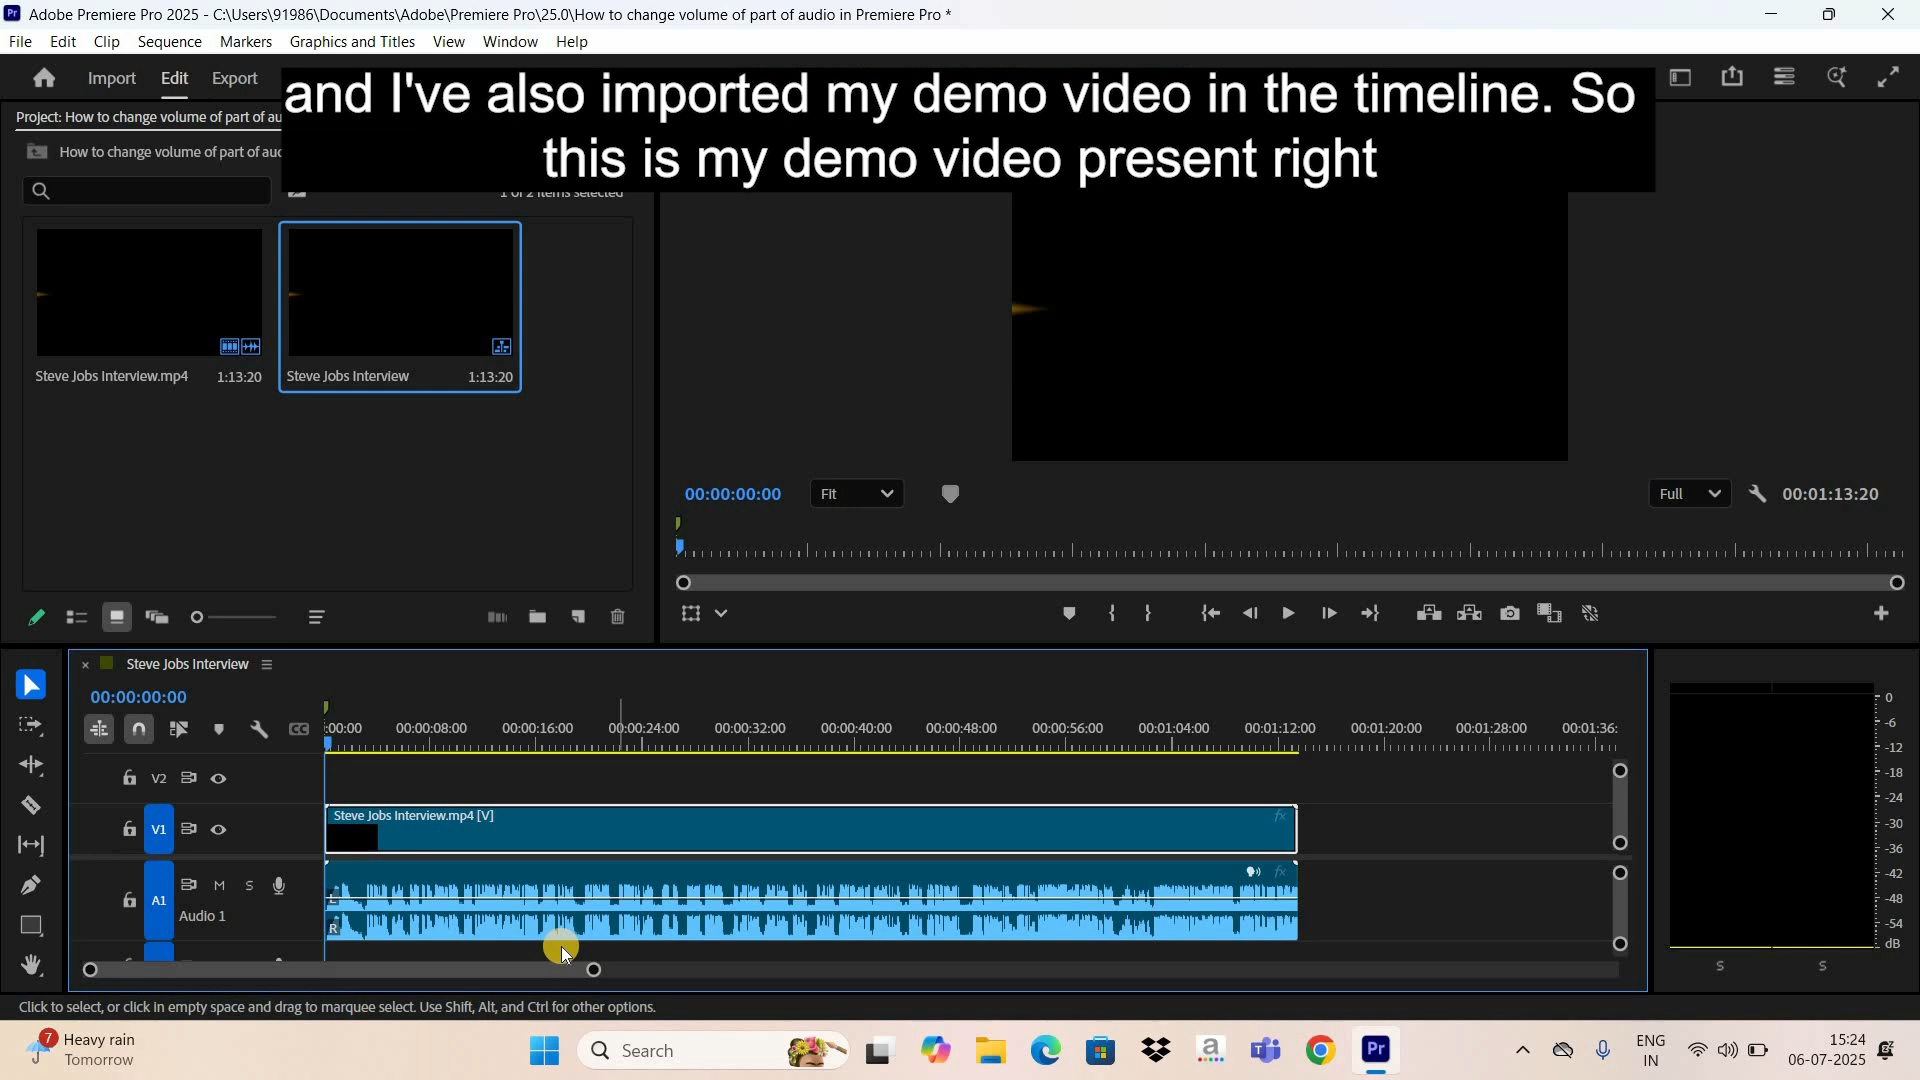 Pr Adobe Premiere Pro 2025 - C:\Users\91986\Documents\Adobe\Premiere Pro\25.0\How to change volume of part of audio in Premiere Pro *
File Edit Clip Sequence Markers Graphics and Titles View Window Help
Import Edit Export
and I've also imported my demo video in the timeline. So
this is my demo video present right
Project: How to change volume of part of au
How to change volume of part of au
1 of 2 items selected
Steve Jobs Interview.mp4 1:13:20 Steve Jobs Interview 1:13:20
00:00:00:00 Fit Full 00:01:13:20
Steve Jobs Interview
00:00:00:00
:00:00 00:00:08:00 00:00:16:00 00:00:24:00 00:00:32:00 00:00:40:00 00:00:48:00 00:00:56:00 00:01:04:00 00:01:12:00 00:01:20:00 00:01:28:00 00:01:36:
CC
V2
V1
Steve Jobs Interview.mp4 [V] fx
A1 M S
Audio 1
fx
L
R
0
-6
-12
-18
-24
-30
-36
-42
-48
-54
dB
S S
Click to select, or click in empty space and drag to marquee select. Use Shift, Alt, and Ctrl for other options.
7 Heavy rain
Tomorrow
Search
a
Pr
ENG
IN
15:24
06-07-2025